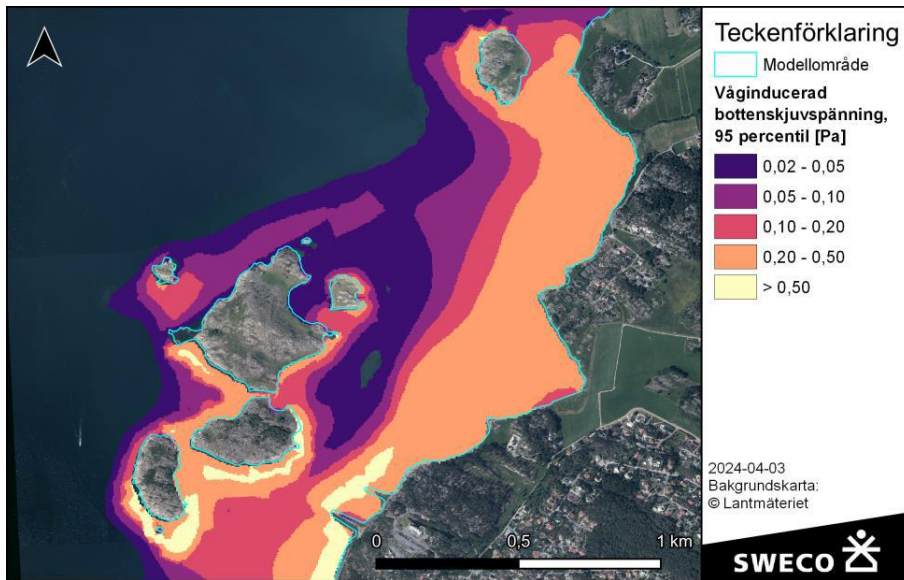 Teckenförklaring
Modellområde
Våginducerad
bottenskjuvspänning,
95 percentil [Pa]
0,02 - 0,05
0,05 - 0,10
0,10 - 0,20
0,20 - 0,50
> 0,50
2024-04-03
Bakgrundskarta:
© Lantmäteriet
0 0,5 1 km
SWECO